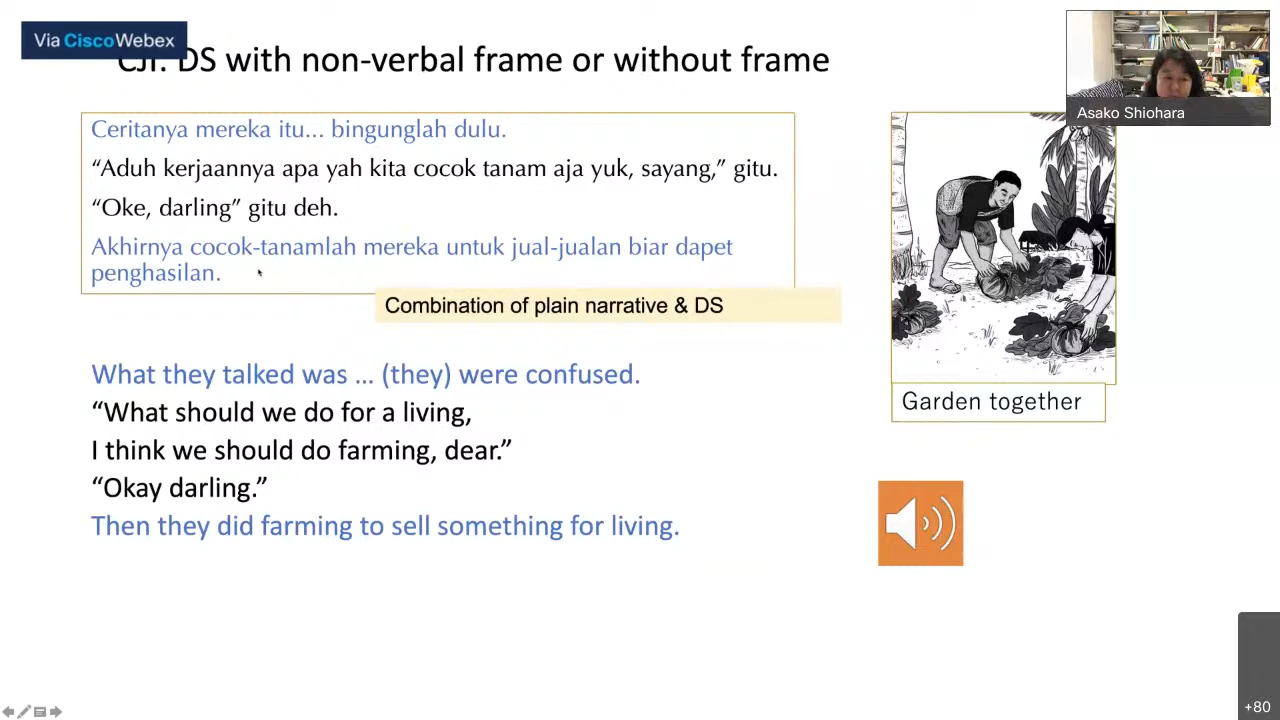 Via Cisco Webex
CJI: DS with non-verbal frame or without frame
Asako Shiohara
Ceritanya mereka itu... bingunglah dulu.
“Aduh kerjaannya apa yah kita cocok tanam aja yuk, sayang,” gitu.
“Oke, darling” gitu deh.
Akhirnya cocok-tanamlah mereka untuk jual-jualan biar dapet
penghasilan.
Combination of plain narrative & DS
What they talked was … (they) were confused.
“What should we do for a living,
I think we should do farming, dear.”
“Okay darling.”
Then they did farming to sell something for living.
Garden together
+80